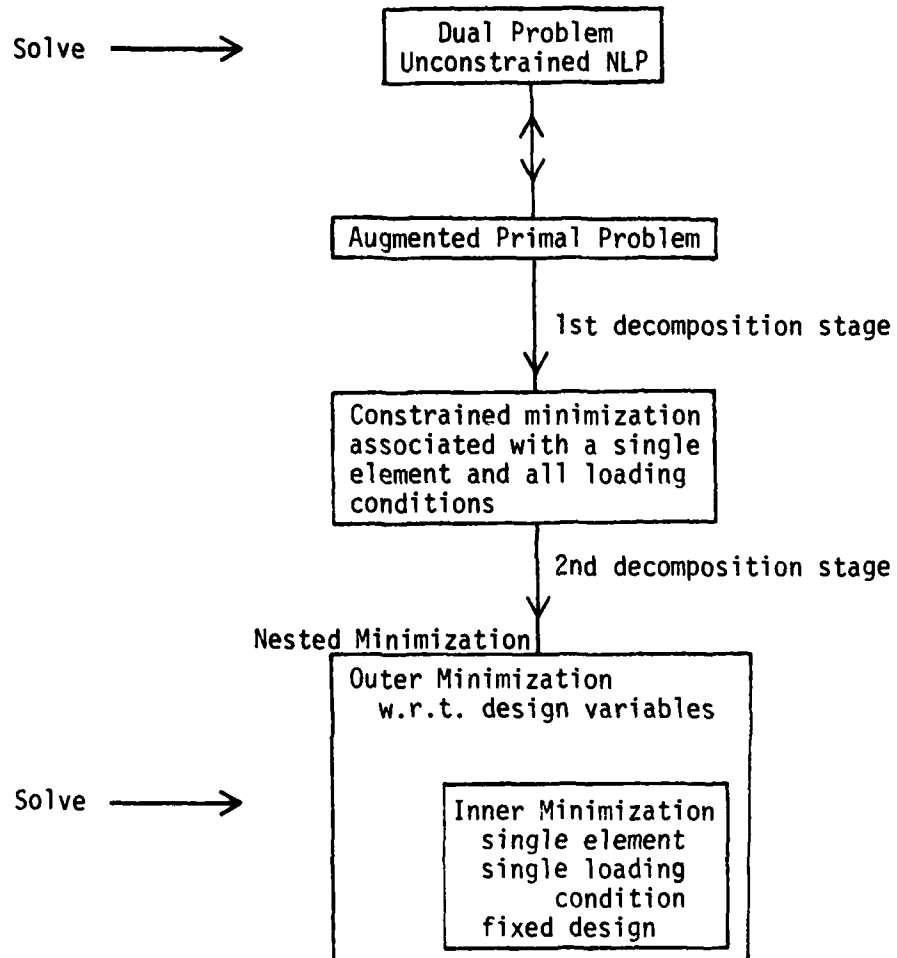 Solve
Dual Problem
Unconstrained NLP
Augmented Primal Problem
1st decomposition stage
Constrained minimization
associated with a single
element and all loading
conditions
2nd decomposition stage
Nested Minimization
Outer Minimization
w.r.t. design variables
Solve
Inner Minimization
single element
single loading
condition
fixed design